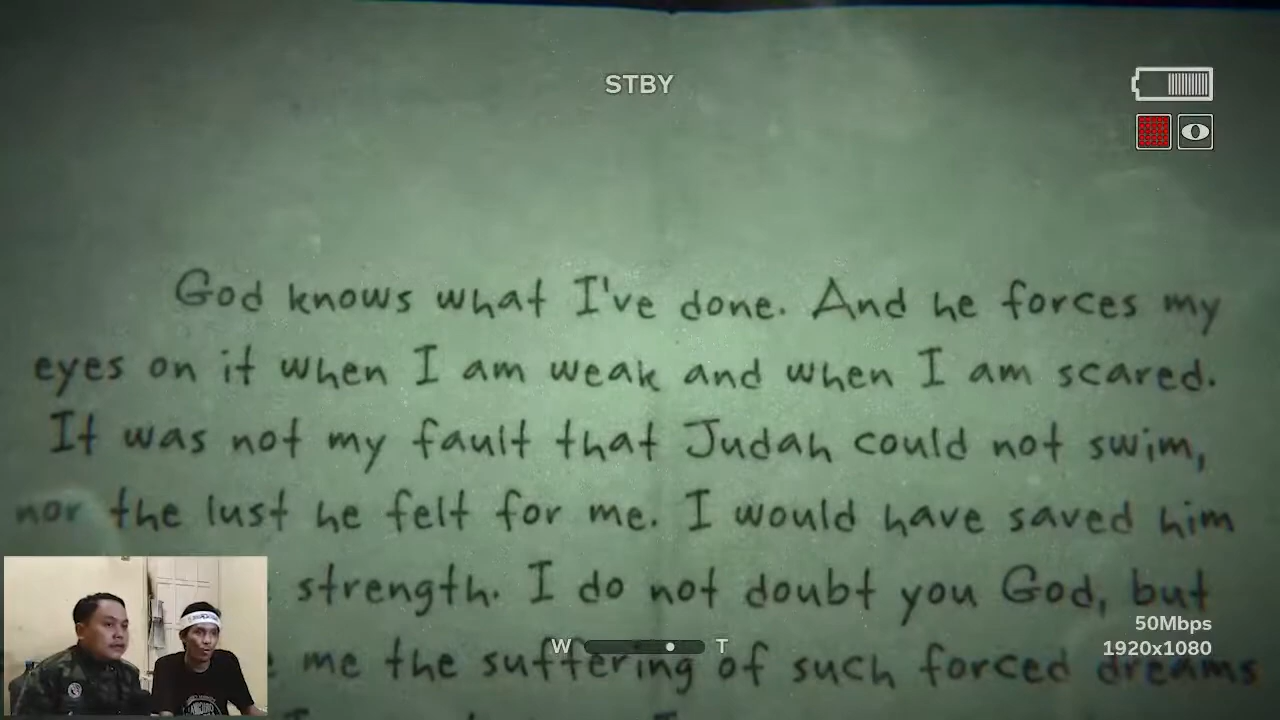 STBY
God knows what I've done. And he forces my
eyes on it when I am weak and when I am scared.
It was not my fault that Judah could not swim,
nor the lust he felt for me. I would have saved him
strength. I do not doubt you God, but
50Mbps
W T
1920x1080
me the suffering of such forced dreams